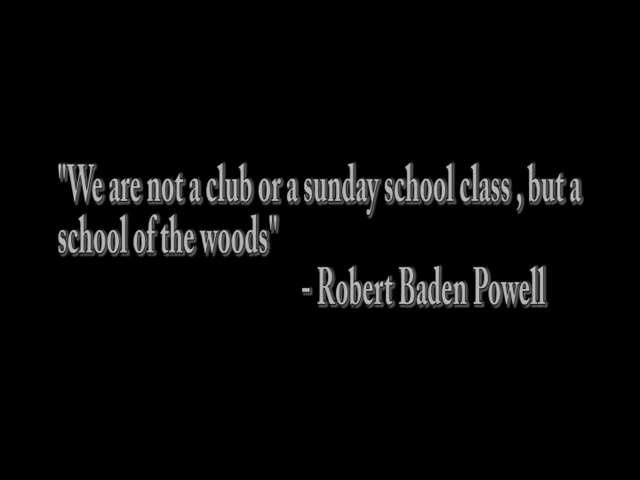 "We are not a club or a sunday school class , but a
school of the woods"
- Robert Baden Powell